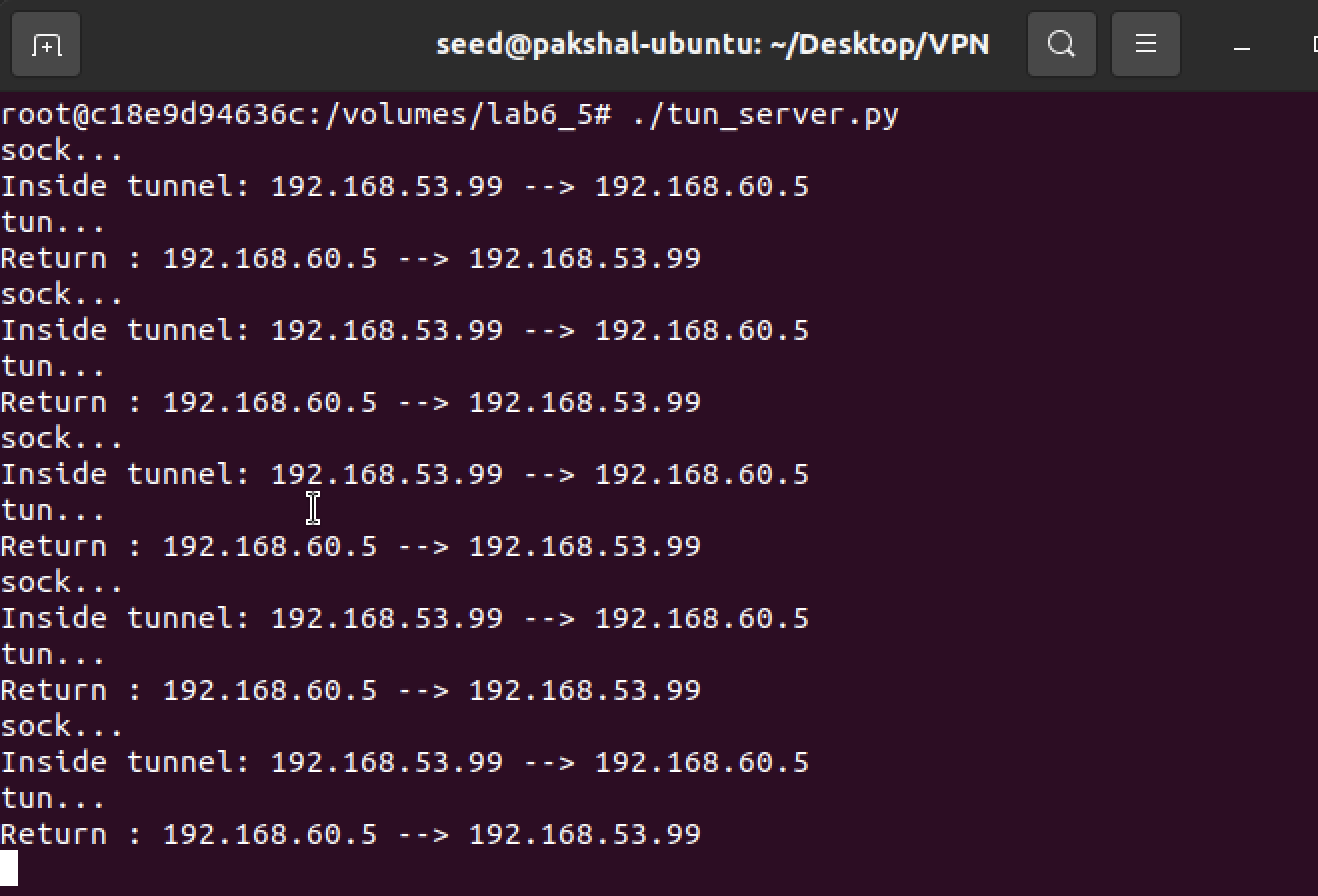 seed@pakshal-ubuntu: ~/Desktop/VPN
root@c18e9d94636c:/volumes/lab6_5# ./tun_server.py
sock...
Inside tunnel: 192.168.53.99 --> 192.168.60.5
tun...
Return : 192.168.60.5 --> 192.168.53.99
sock...
Inside tunnel: 192.168.53.99 --> 192.168.60.5
tun...
Return : 192.168.60.5 --> 192.168.53.99
sock...
Inside tunnel: 192.168.53.99 --> 192.168.60.5
tun...
Return : 192.168.60.5 --> 192.168.53.99
sock...
Inside tunnel: 192.168.53.99 --> 192.168.60.5
tun...
Return : 192.168.60.5 --> 192.168.53.99
sock...
Inside tunnel: 192.168.53.99 --> 192.168.60.5
tun...
Return : 192.168.60.5 --> 192.168.53.99